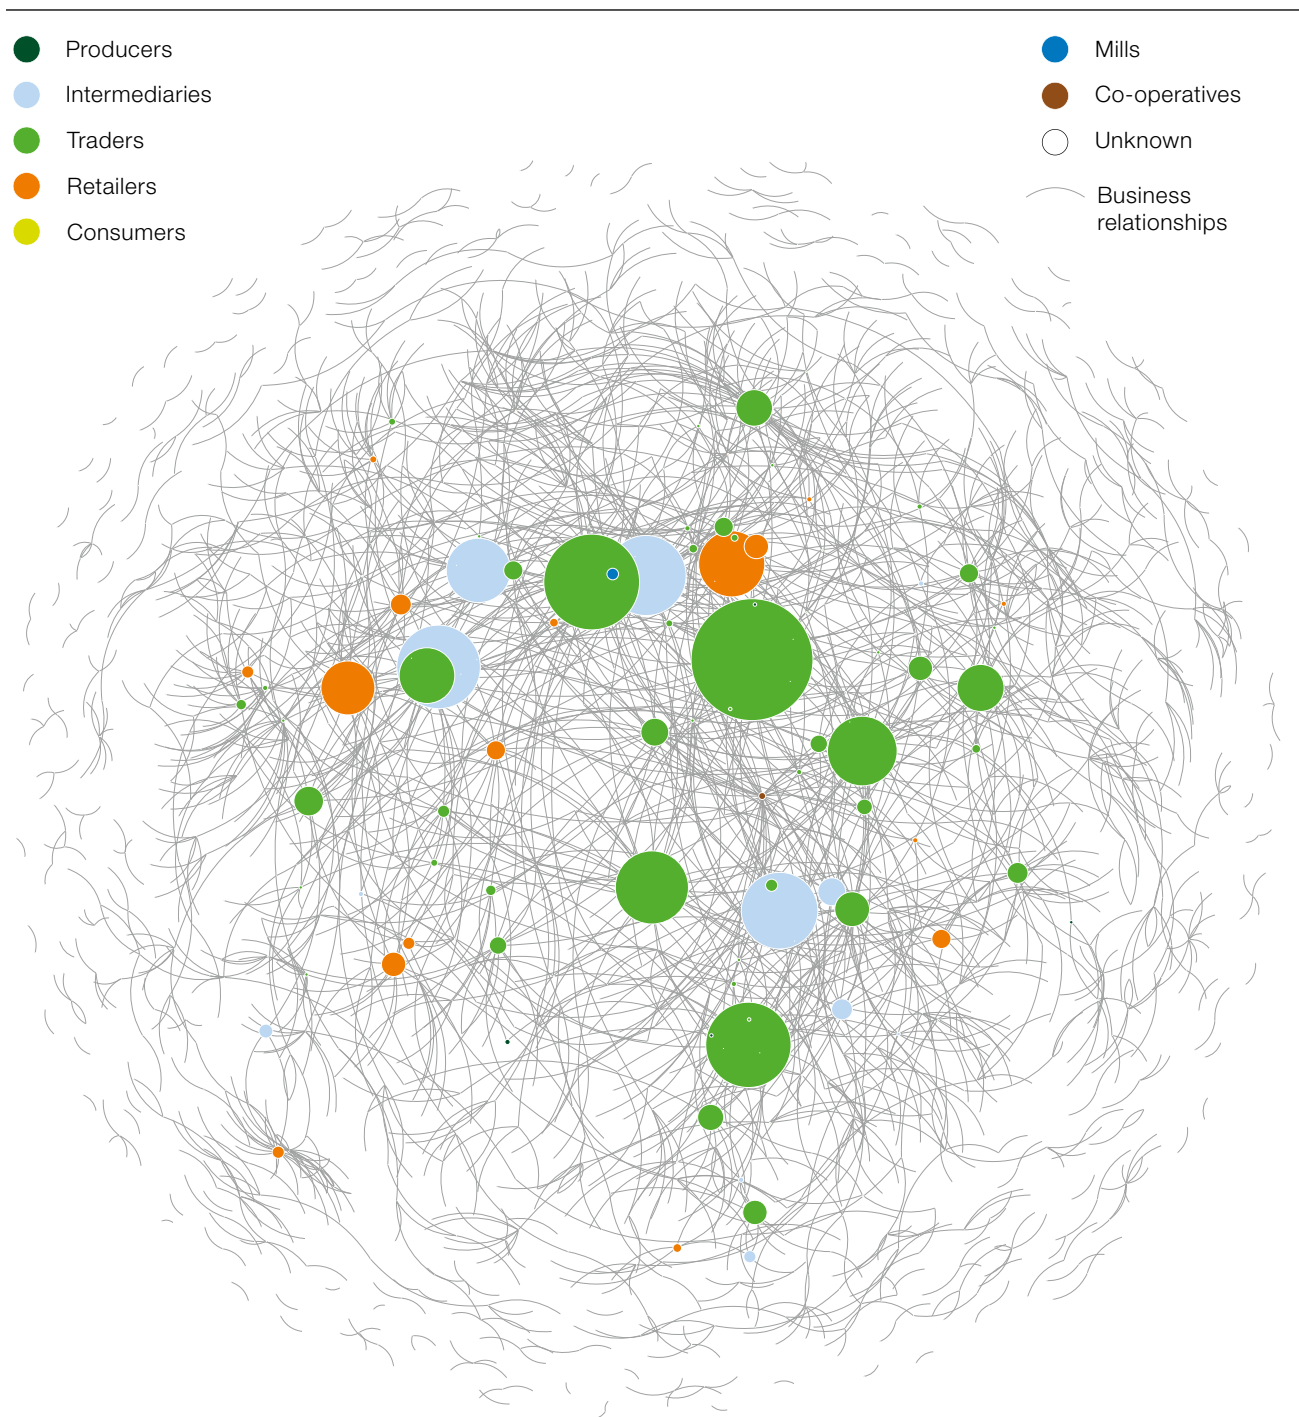 Producers
Intermediaries
Traders
Retailers
Consumers
Mills
Co-operatives
Unknown
Business
relationships